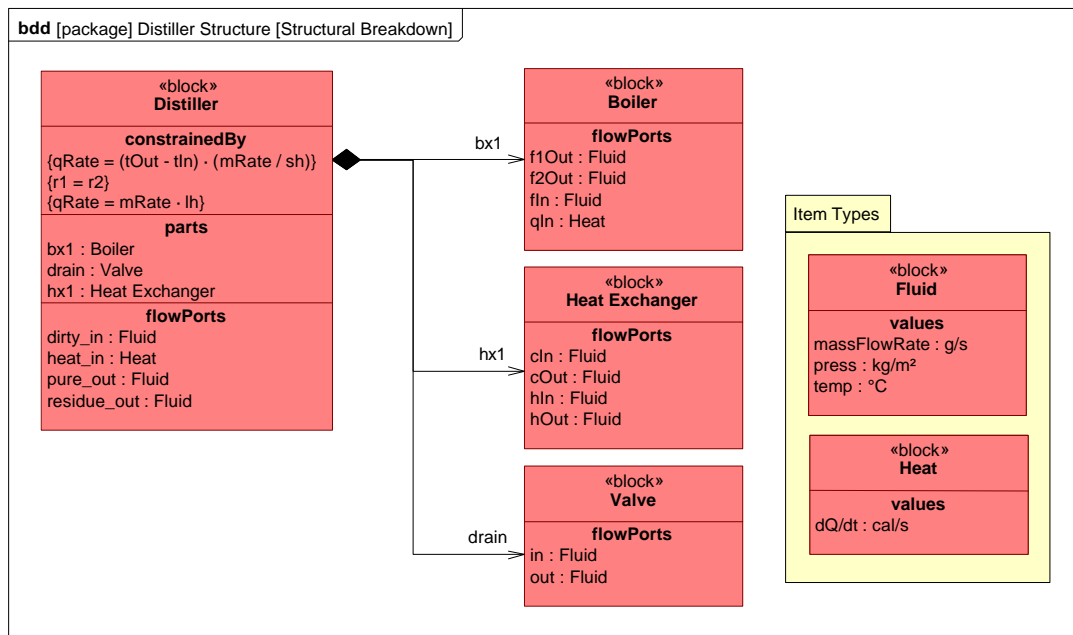 bdd [package] Distiller Structure [Structural Breakdown]
«block»
Distiller
constrainedBy
{qRate = (tOut - tIn) · (mRate / sh)}
{r1 = r2}
{qRate = mRate · lh}
parts
bx1 : Boiler
drain : Valve
hx1 : Heat Exchanger
flowPorts
dirty_in : Fluid
heat_in : Heat
pure_out : Fluid
residue_out : Fluid
bx1
hx1
drain
«block»
Boiler
flowPorts
f1Out : Fluid
f2Out : Fluid
fIn : Fluid
qIn : Heat
«block»
Heat Exchanger
flowPorts
cIn : Fluid
cOut : Fluid
hIn : Fluid
hOut : Fluid
«block»
Valve
flowPorts
in : Fluid
out : Fluid
Item Types
«block»
Fluid
values
massFlowRate : g/s
press : kg/m²
temp : °C
«block»
Heat
values
dQ/dt : cal/s